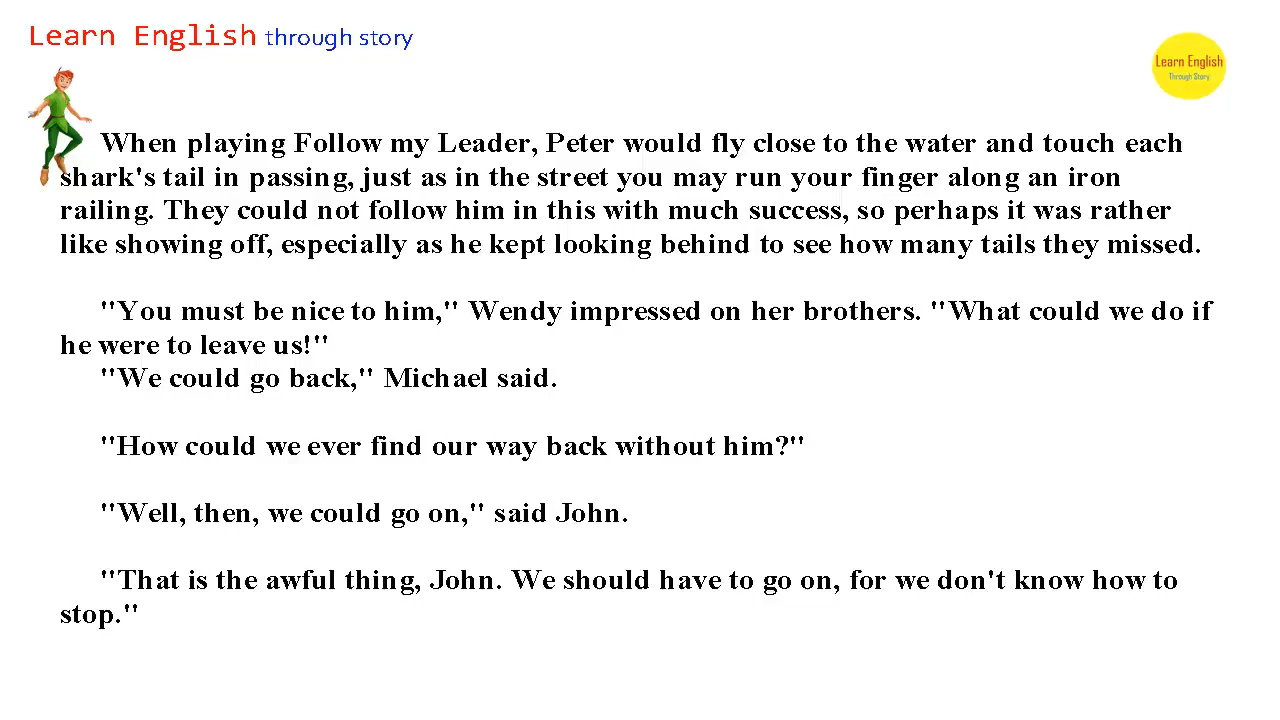 Learn English through story
Learn English
Through Story
When playing Follow my Leader, Peter would fly close to the water and touch each
shark's tail in passing, just as in the street you may run your finger along an iron
railing. They could not follow him in this with much success, so perhaps it was rather
like showing off, especially as he kept looking behind to see how many tails they missed.
"You must be nice to him," Wendy impressed on her brothers. "What could we do if
he were to leave us!"
"We could go back," Michael said.
"How could we ever find our way back without him?"
"Well, then, we could go on," said John.
"That is the awful thing, John. We should have to go on, for we don't know how to
stop."